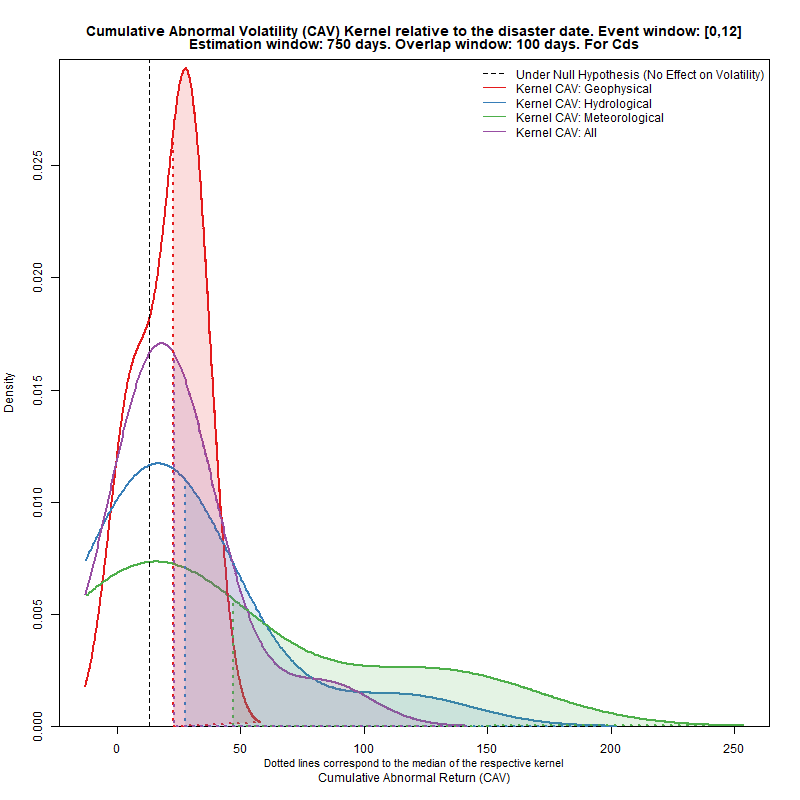 Cumulative Abnormal Volatility (CAV) Kernel relative to the disaster date. Event window: [0,12]
Estimation window: 750 days. Overlap window: 100 days. For Cds
Under Null Hypothesis (No Effect on Volatility)
Kernel CAV: Geophysical
Kernel CAV: Hydrological
Kernel CAV: Meteorological
Kernel CAV: All
Density
0.025
0.020
0.015
0.010
0.005
0.000
0 50 100 150 200 250
Dotted lines correspond to the median of the respective kernel
Cumulative Abnormal Return (CAV)